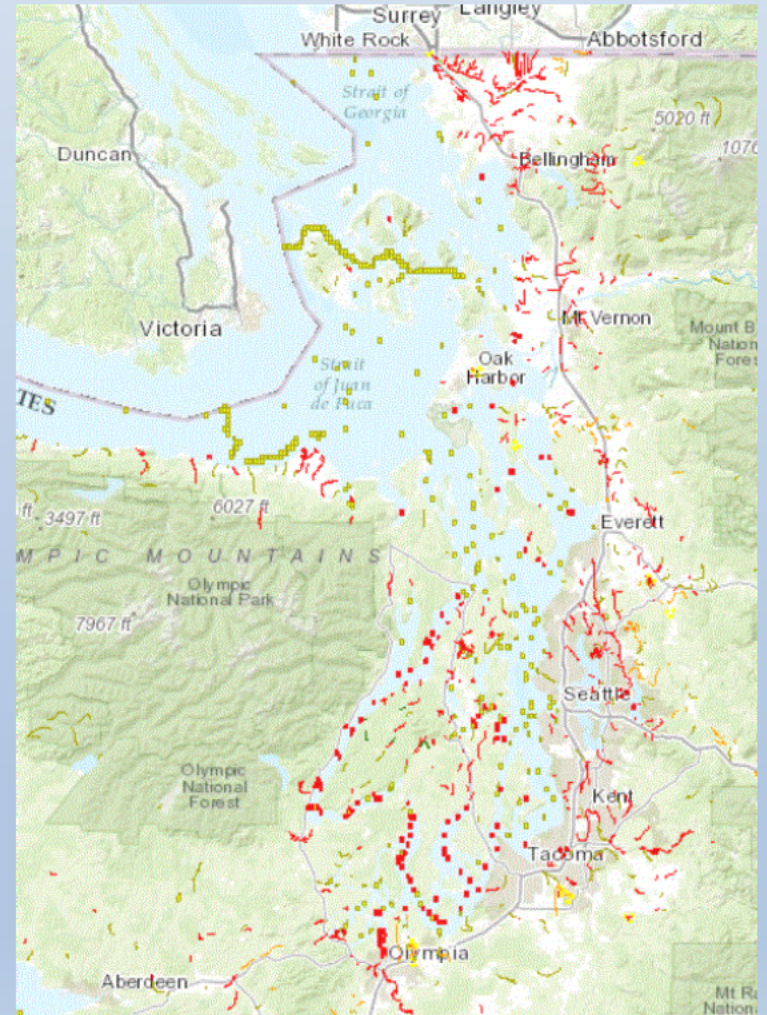 Surrey
Langley
White Rock
Abbotsford
Strait of
Georgia
5020 ft
Duncan
Bellingham
Victoria
Mt Vernon
Oak
Harbor
Strait
of Juan
de Fuca
6027 ft
3497 ft
Everett
MPIC MOUNTAINS
Olympic
National Park
7967 ft
Seattle
Olympic
National
Forest
Kent
Tacoma
Olympia
Aberdeen